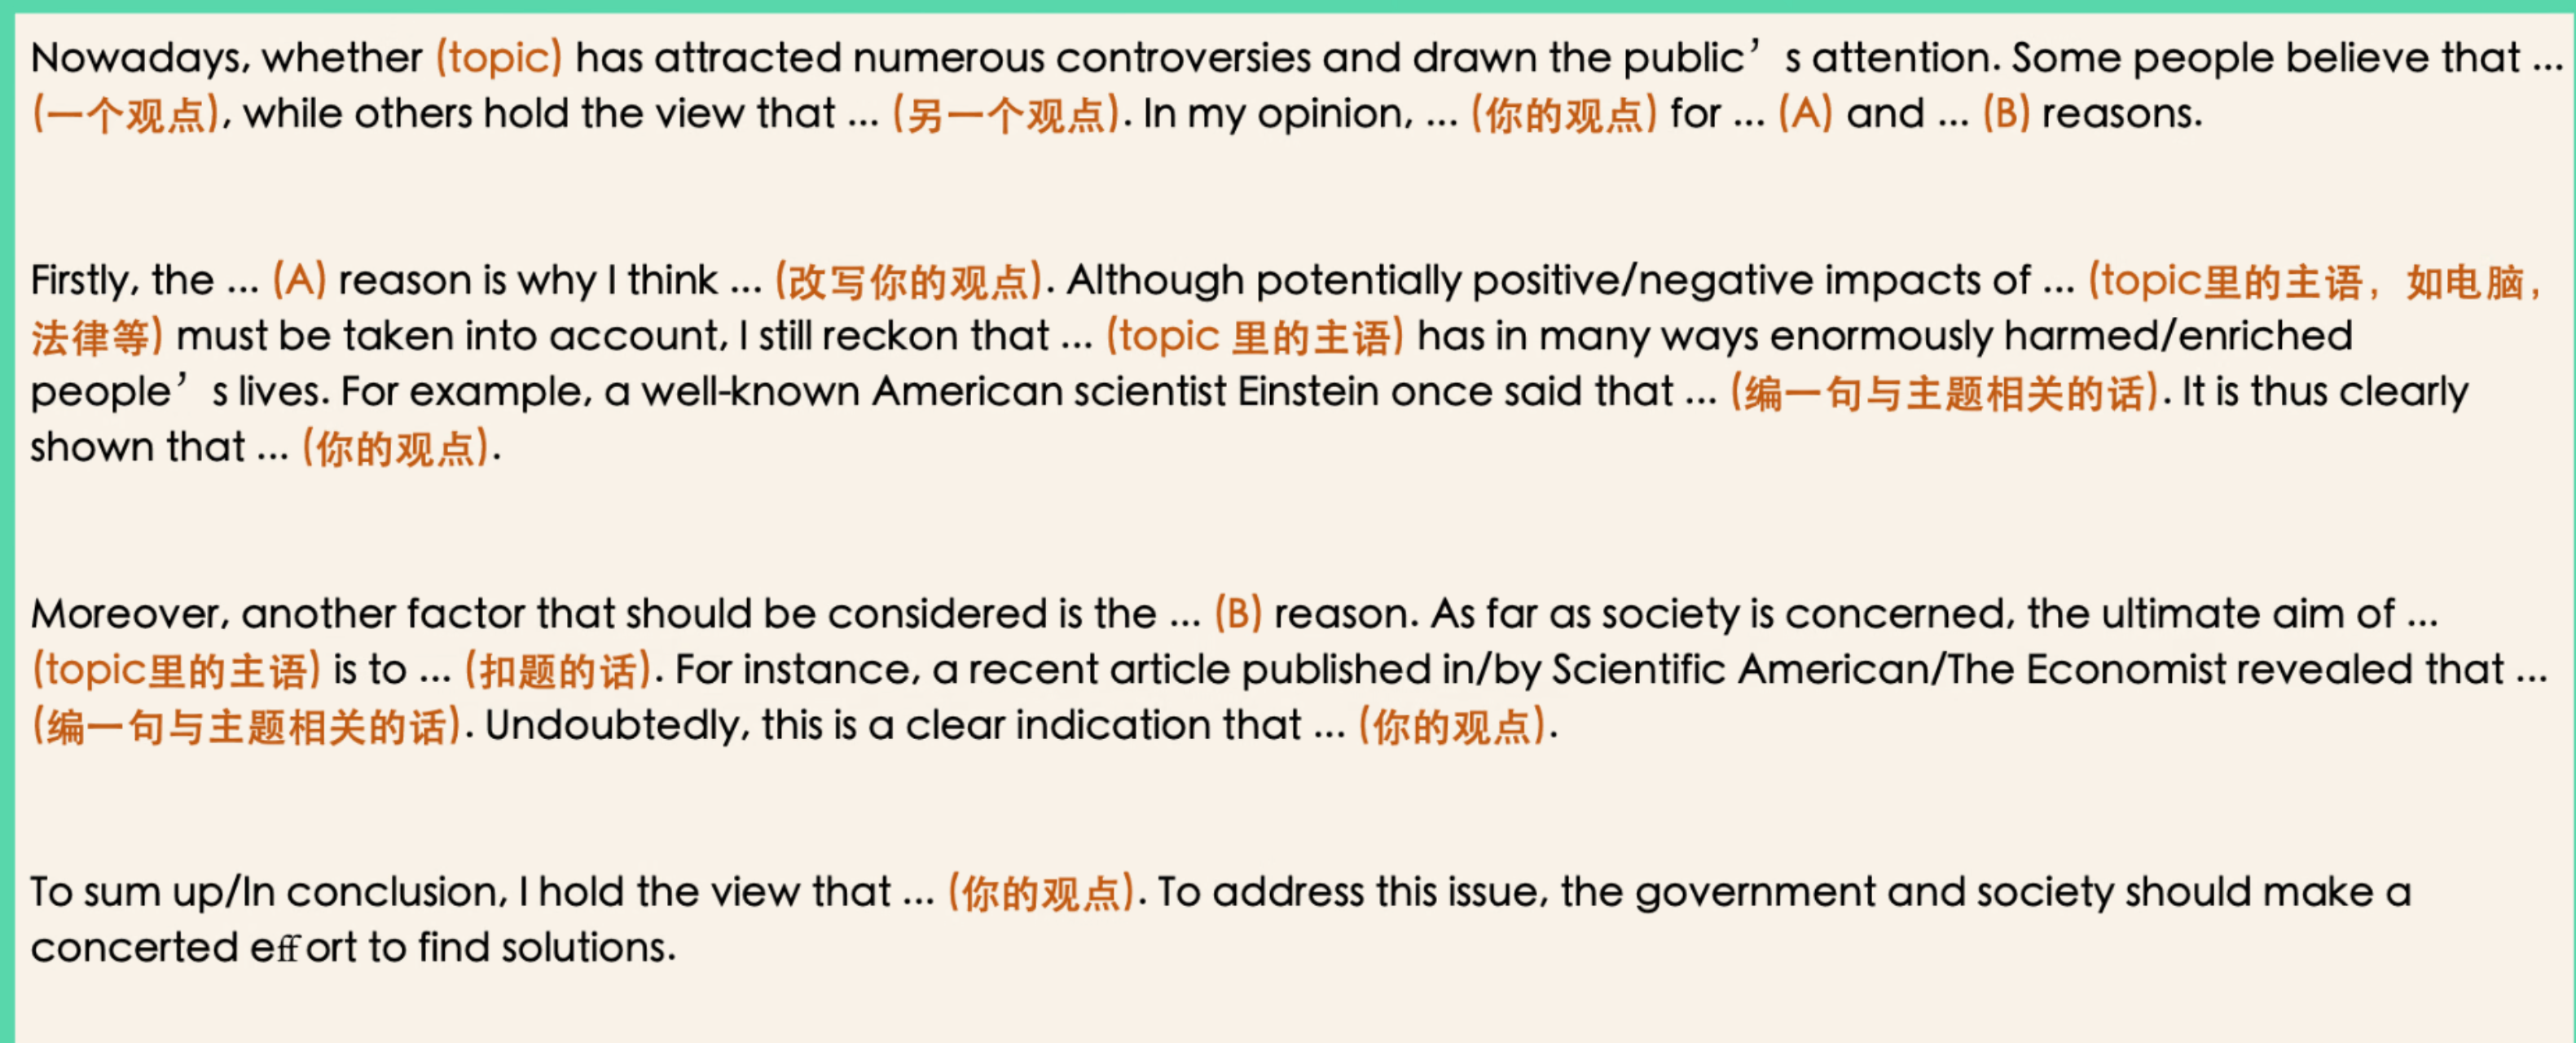 Nowadays, whether (topic) has attracted numerous controversies and drawn the public’s attention. Some people believe that ...
(一个观点), while others hold the view that ... (另一个观点). In my opinion, ... (你的观点) for ... (A) and ... (B) reasons.
Firstly, the ... (A) reason is why I think ... (改写你的观点). Although potentially positive/negative impacts of ... (topic里的主语，如电脑，
法律等) must be taken into account, I still reckon that ... (topic 里的主语) has in many ways enormously harmed/enriched
people’s lives. For example, a well-known American scientist Einstein once said that ... (编一句与主题相关的话). It is thus clearly
shown that ... (你的观点).
Moreover, another factor that should be considered is the ... (B) reason. As far as society is concerned, the ultimate aim of ...
(topic里的主语) is to ... (扣题的话). For instance, a recent article published in/by Scientific American/The Economist revealed that ...
(编一句与主题相关的话). Undoubtedly, this is a clear indication that ... (你的观点).
To sum up/In conclusion, I hold the view that ... (你的观点). To address this issue, the government and society should make a
concerted effort to find solutions.